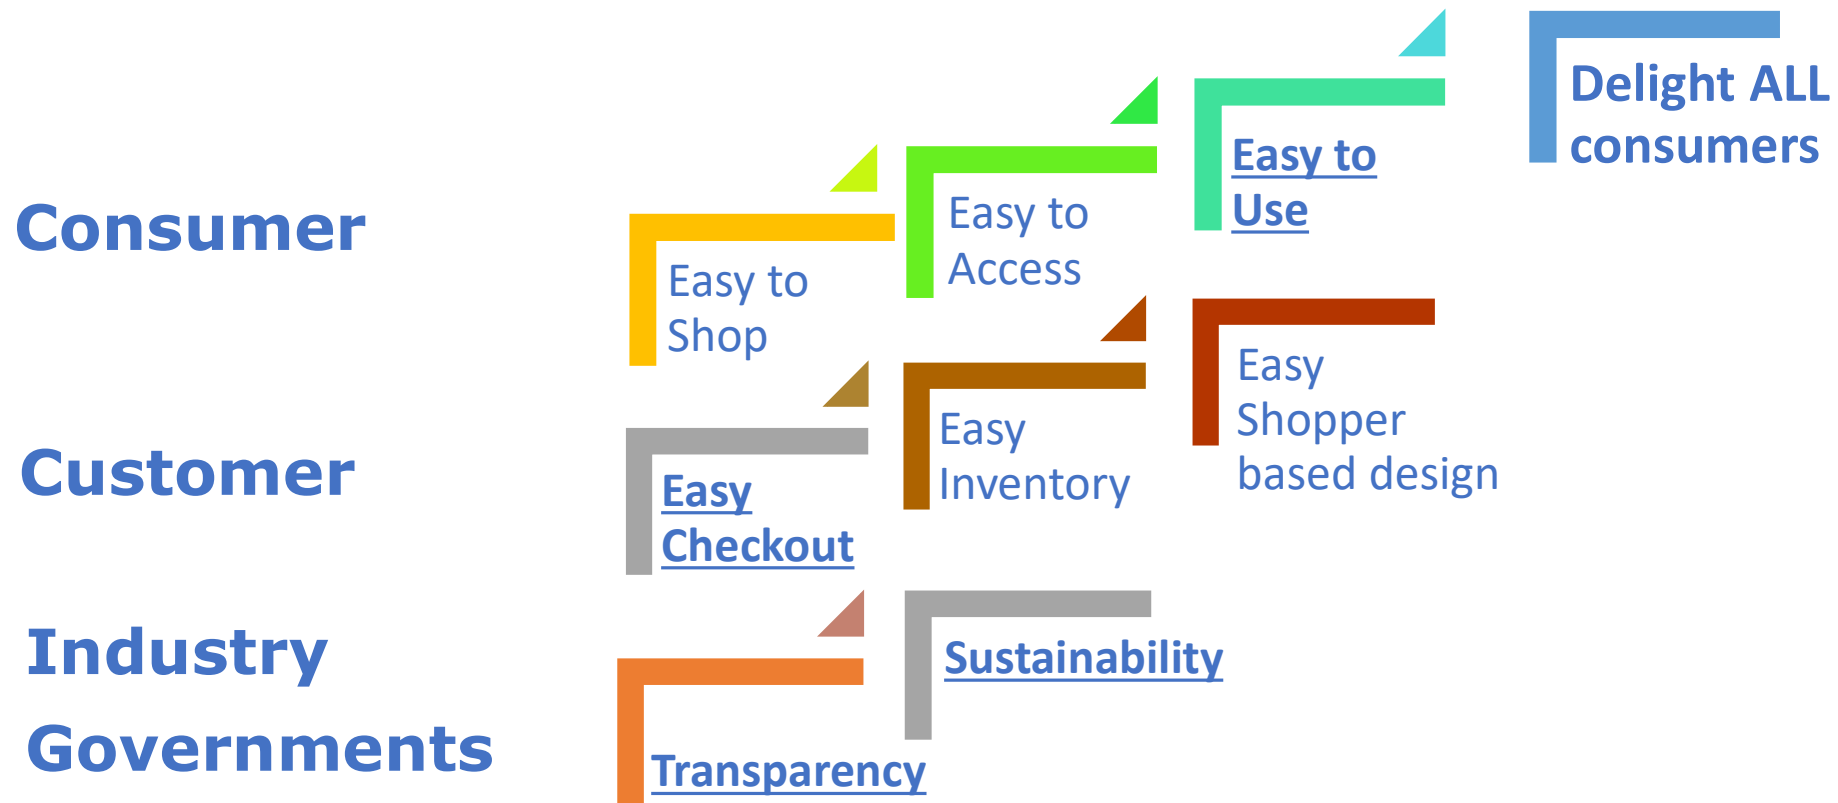 Consumer
Easy to
Shop
Easy to
Access
Easy to
Use
Delight ALL
consumers
Customer
Easy
Checkout
Easy
Inventory
Easy
Shopper
based design
Industry
Governments
Transparency
Sustainability